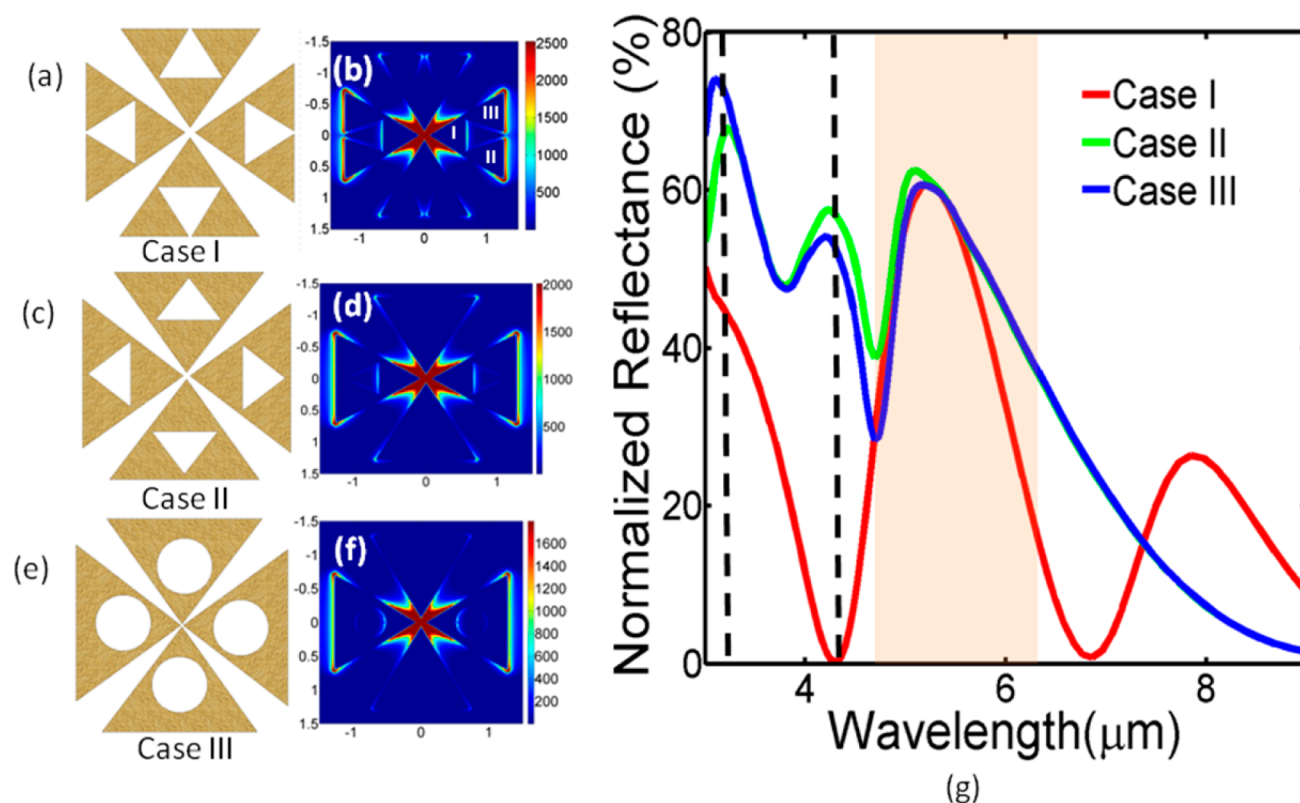 (a)
Case I
(b)
-1.5
-1
-0.5
0
0.5
1
1.5
-1 0 1
I
II
III
2500
2000
1500
1000
500
(c)
Case II
(d)
-1.5
-1
-0.5
0
0.5
1
1.5
-1 0 1
2000
1500
1000
500
(e)
Case III
(f)
-1.5
-1
-0.5
0
0.5
1
1.5
-1 0 1
1600
1400
1200
1000
800
600
400
200
Normalized Reflectance (%)
80
60
40
20
0
4 6 8
Wavelength(μm)
Case I
Case II
Case III
(g)